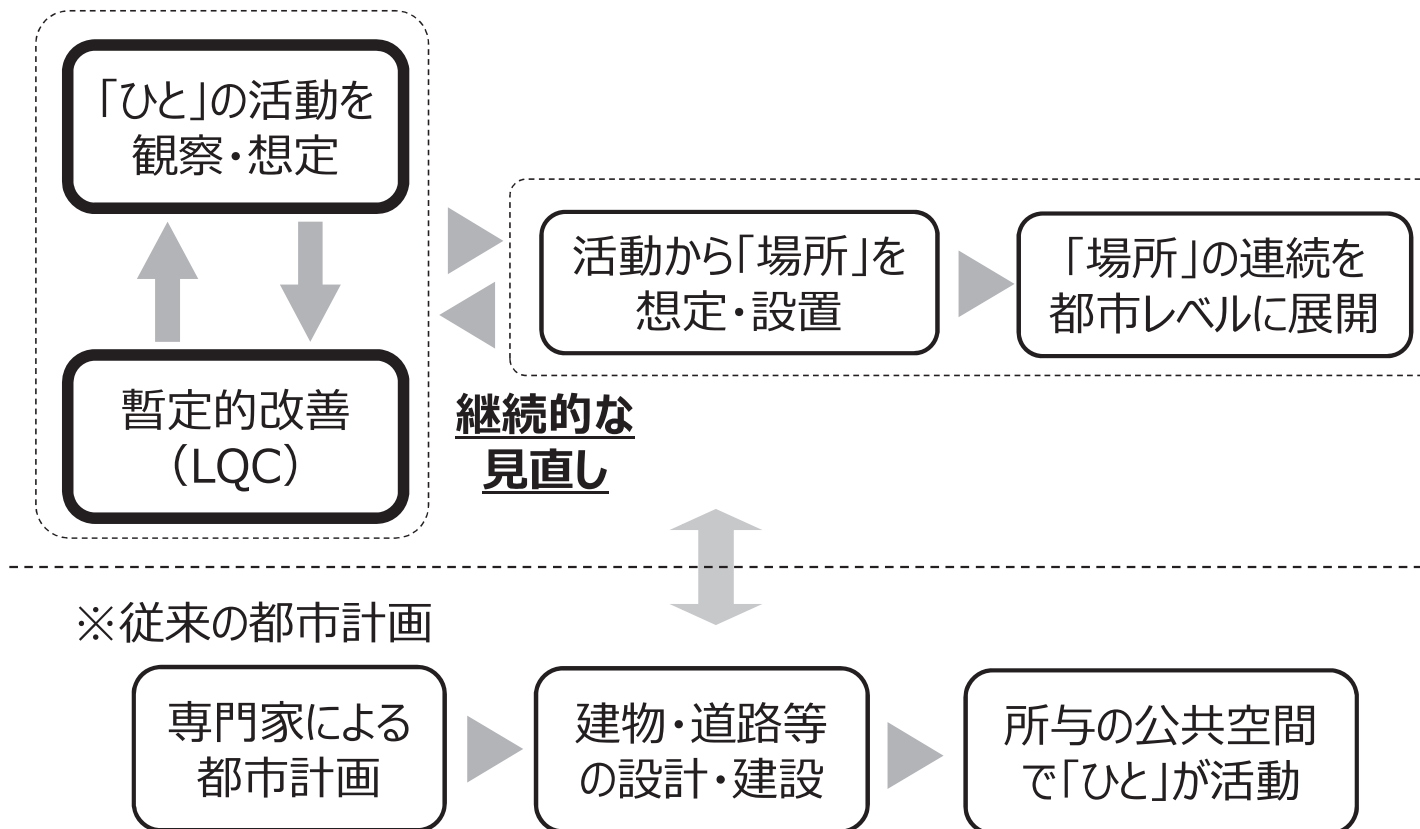 「ひと」の活動を
観察・想定
暫定的改善
（LQC）
活動から「場所」を
想定・設置
「場所」の連続を
都市レベルに展開
継続的な
見直し
※従来の都市計画
専門家による
都市計画
建物・道路等
の設計・建設
所与の公共空間
で「ひと」が活動